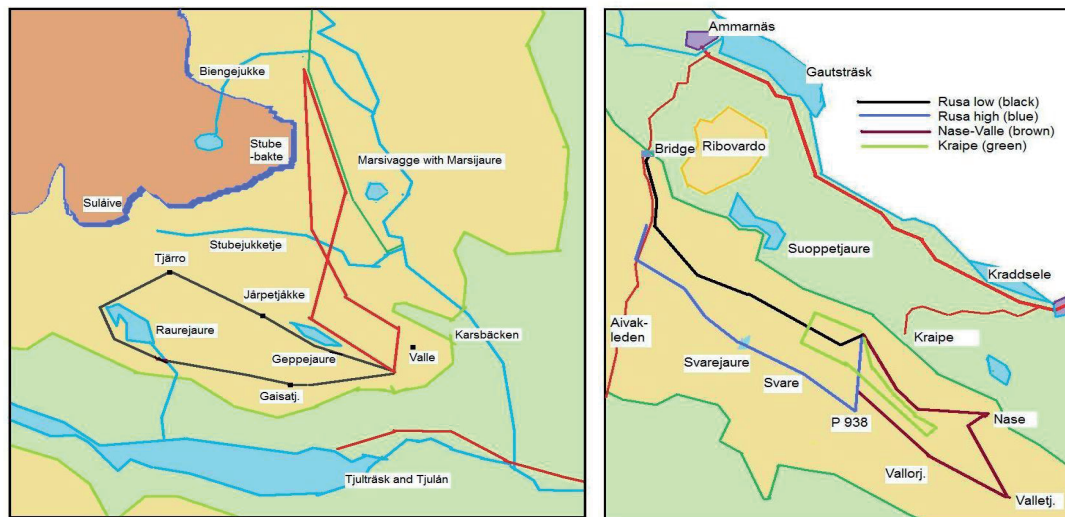 Biengejukke
Stube
-bakte
Marsivagge with Marsijaure
Suláive
Stubejukketje
Tjärro
Jårpetjåkke
Raurejaure
Karsbäcken
Geppejaure
Valle
Gaisatj.
Tjulträsk and Tjulån
Ammarnäs
Gautsträsk
Rusa low (black)
Rusa high (blue)
Nase-Valle (brown)
Kraipe (green)
Bridge
Ribovardo
Suoppetjaure
Kraddsele
Aivak-
leden
Kraipe
Svarejaure
Svare
P 938
Nase
Vallorj.
Valletj.